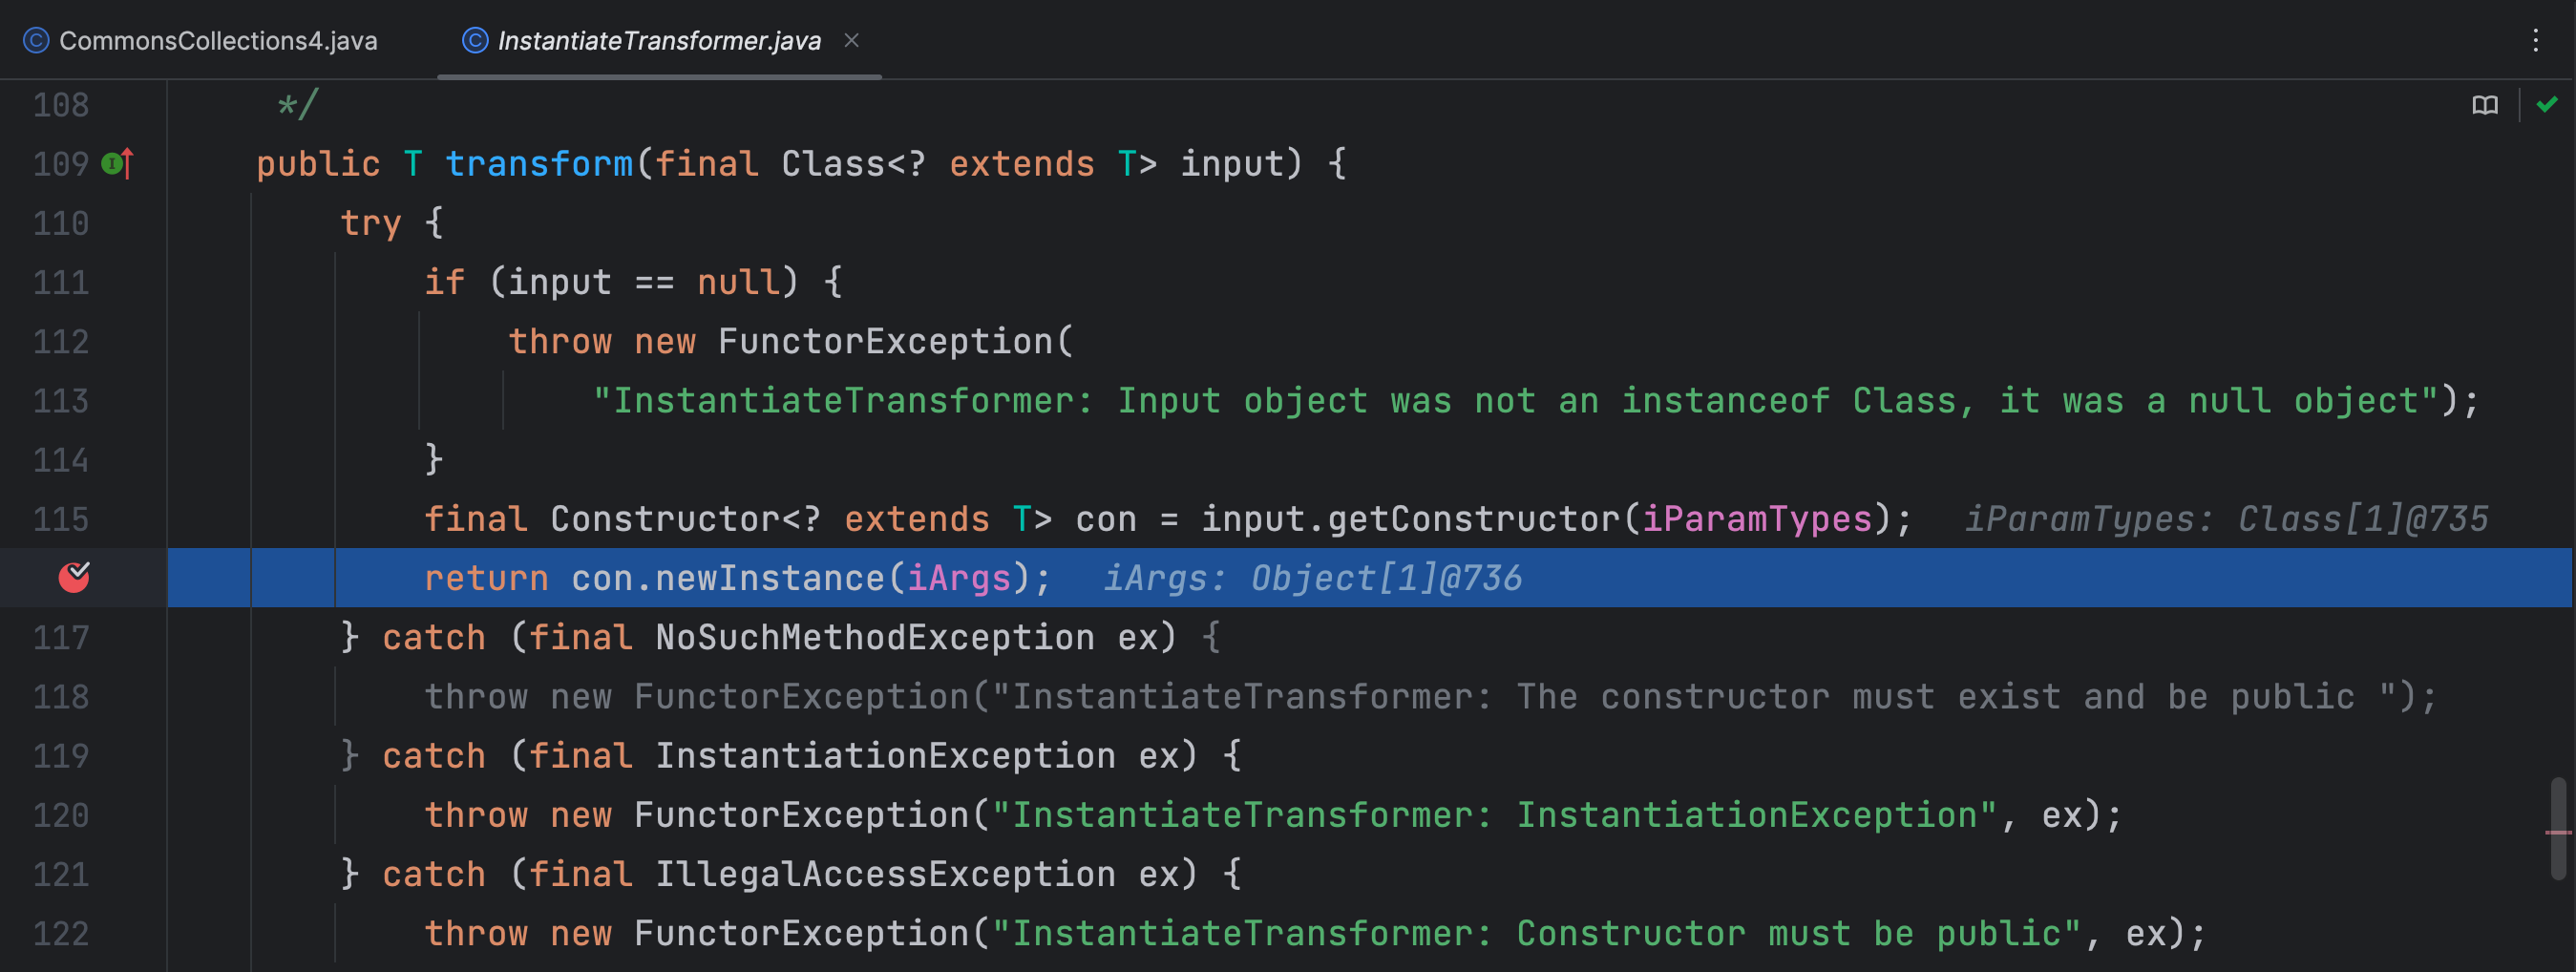 CommonsCollections4.java InstantiateTransformer.java
108 */
109 public T transform(final Class<? extends T> input) {
110 try {
111 if (input == null) {
112 throw new FunctorException(
113 "InstantiateTransformer: Input object was not an instanceof Class, it was a null object");
114 }
115 final Constructor<? extends T> con = input.getConstructor(iParamTypes); iParamTypes: Class[1]@735
return con.newInstance(iArgs); iArgs: Object[1]@736
117 } catch (final NoSuchMethodException ex) {
118 throw new FunctorException("InstantiateTransformer: The constructor must exist and be public ");
119 } catch (final InstantiationException ex) {
120 throw new FunctorException("InstantiateTransformer: InstantiationException", ex);
121 } catch (final IllegalAccessException ex) {
122 throw new FunctorException("InstantiateTransformer: Constructor must be public", ex);